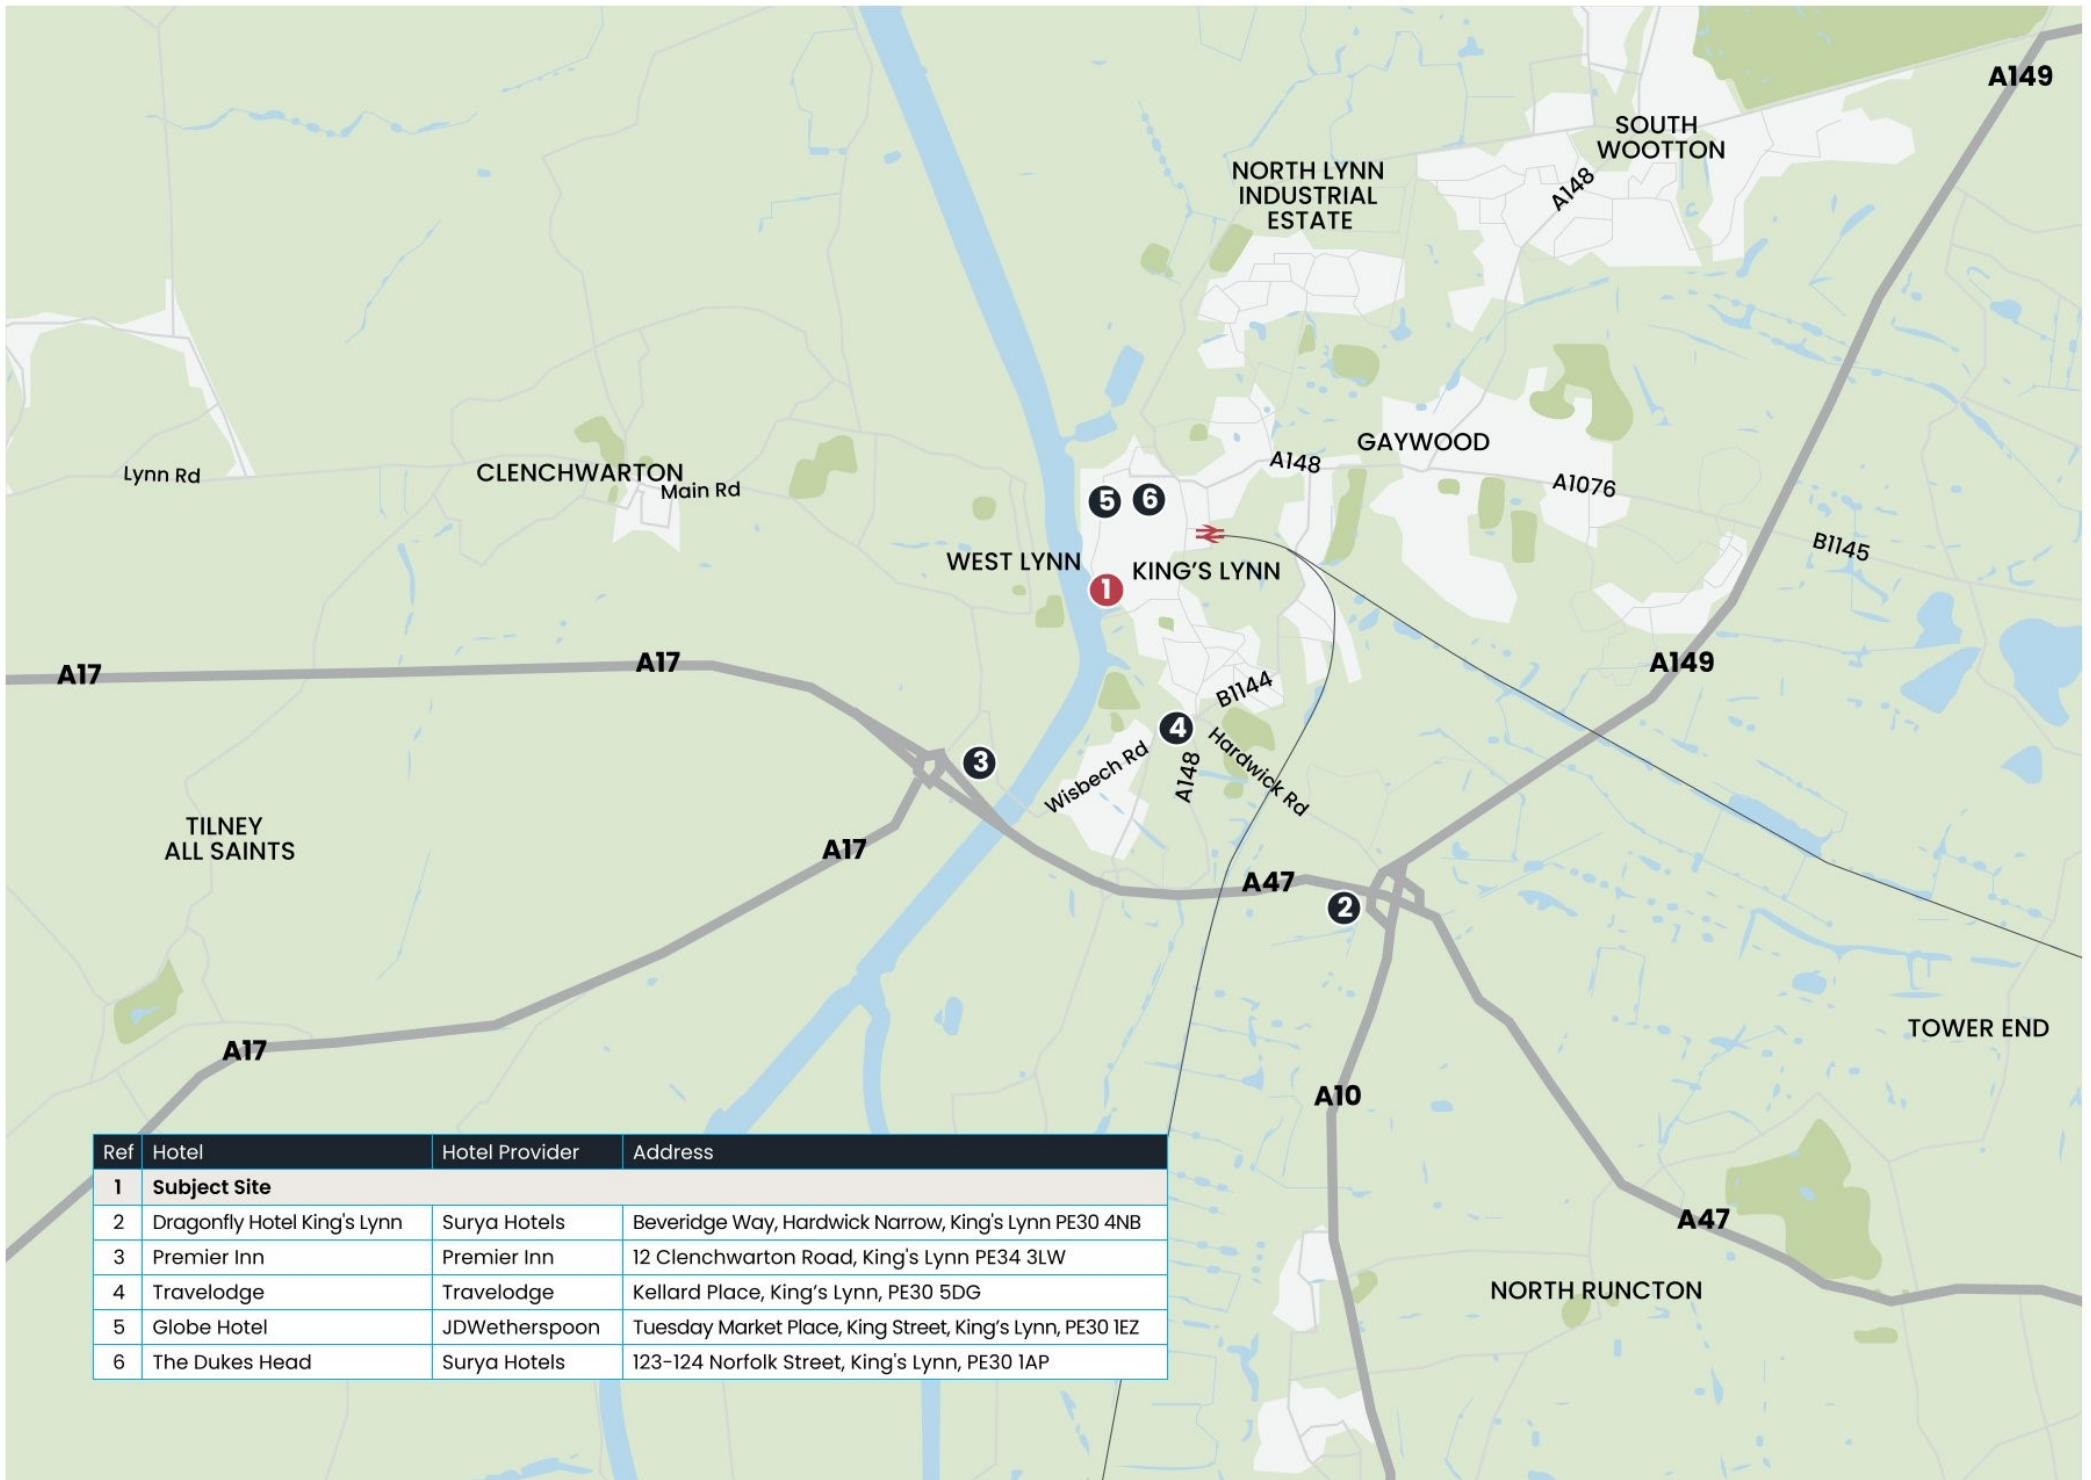 A149
SOUTH
WOOTTON
NORTH LYNN
INDUSTRIAL
ESTATE
A148
GAYWOOD
A148
A1076
Lynn Rd
CLENCHWARTON
Main Rd
5
6
B1145
WEST LYNN
KING'S LYNN
1
A17
A17
A149
B1144
4
Hardwick Rd
3
Wisbech Rd
A148
TILNEY
ALL SAINTS
A17
A47
2
TOWER END
A17
A10
A47
NORTH RUNCTON
Ref Hotel Hotel Provider Address
1 Subject Site
2 Dragonfly Hotel King's Lynn Surya Hotels Beveridge Way, Hardwick Narrow, King's Lynn PE30 4NB
3 Premier Inn Premier Inn 12 Clenchwarton Road, King's Lynn PE34 3LW
4 Travelodge Travelodge Kellard Place, King’s Lynn, PE30 5DG
5 Globe Hotel JDWetherspoon Tuesday Market Place, King Street, King’s Lynn, PE30 1EZ
6 The Dukes Head Surya Hotels 123-124 Norfolk Street, King's Lynn, PE30 1AP